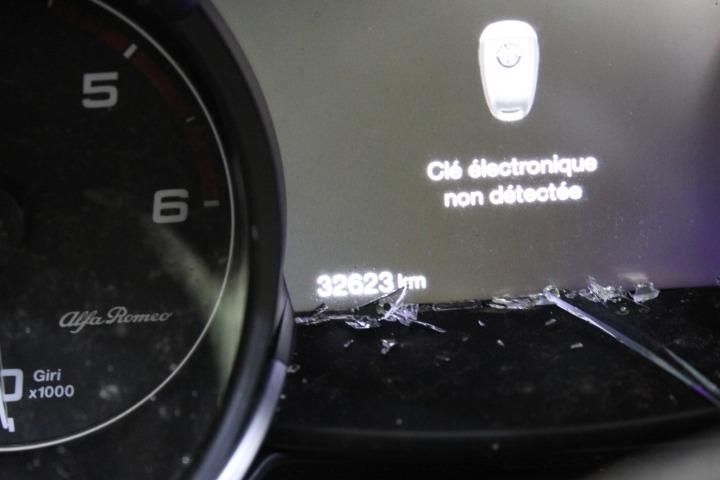 5
6
Alfa Romeo
Giri
x1000
Clé électronique
non détectée
32623 km